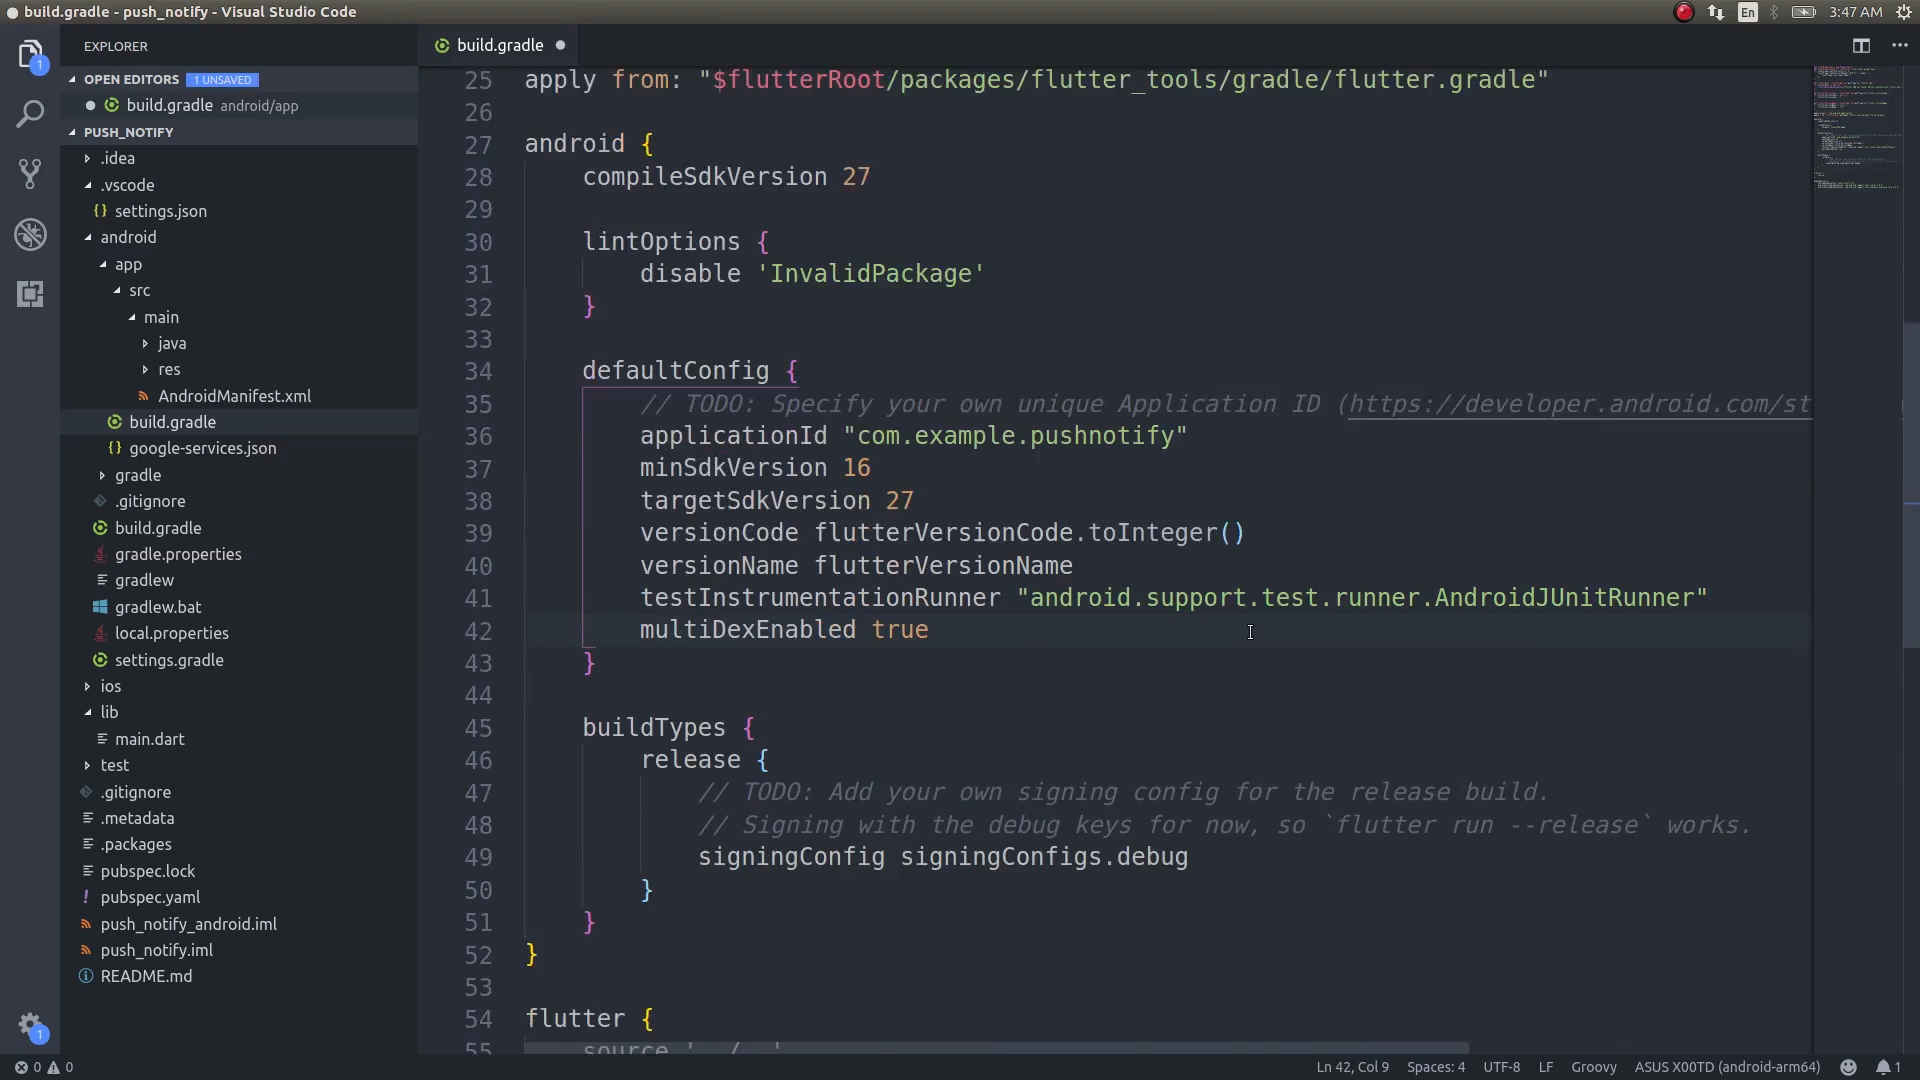 build.gradle - push_notify - Visual Studio Code
En
3:47 AM
EXPLORER
OPEN EDITORS 1 UNSAVED
build.gradle android/app
PUSH_NOTIFY
.idea
.vscode
{} settings.json
android
app
src
main
java
res
AndroidManifest.xml
build.gradle
{} google-services.json
gradle
.gitignore
build.gradle
gradle.properties
gradlew
gradlew.bat
local.properties
settings.gradle
ios
lib
main.dart
test
.gitignore
.metadata
.packages
pubspec.lock
! pubspec.yaml
push_notify_android.iml
push_notify.iml
README.md
1
1
build.gradle
25 apply from: "$flutterRoot/packages/flutter_tools/gradle/flutter.gradle"
26
27 android {
28 compileSdkVersion 27
29
30 lintOptions {
31 disable 'InvalidPackage'
32 }
33
34 defaultConfig {
35 // TODO: Specify your own unique Application ID (https://developer.android.com/st
36 applicationId "com.example.pushnotify"
37 minSdkVersion 16
38 targetSdkVersion 27
39 versionCode flutterVersionCode.toInteger()
40 versionName flutterVersionName
41 testInstrumentationRunner "android.support.test.runner.AndroidJUnitRunner"
42 multiDexEnabled true
43 }
44
45 buildTypes {
46 release {
47 // TODO: Add your own signing config for the release build.
48 // Signing with the debug keys for now, so `flutter run --release` works.
49 signingConfig signingConfigs.debug
50 }
51 }
52 }
53
54 flutter {
55 source '../..'
0 0
Ln 42, Col 9 Spaces: 4 UTF-8 LF Groovy ASUS X00TD (android-arm64) 1